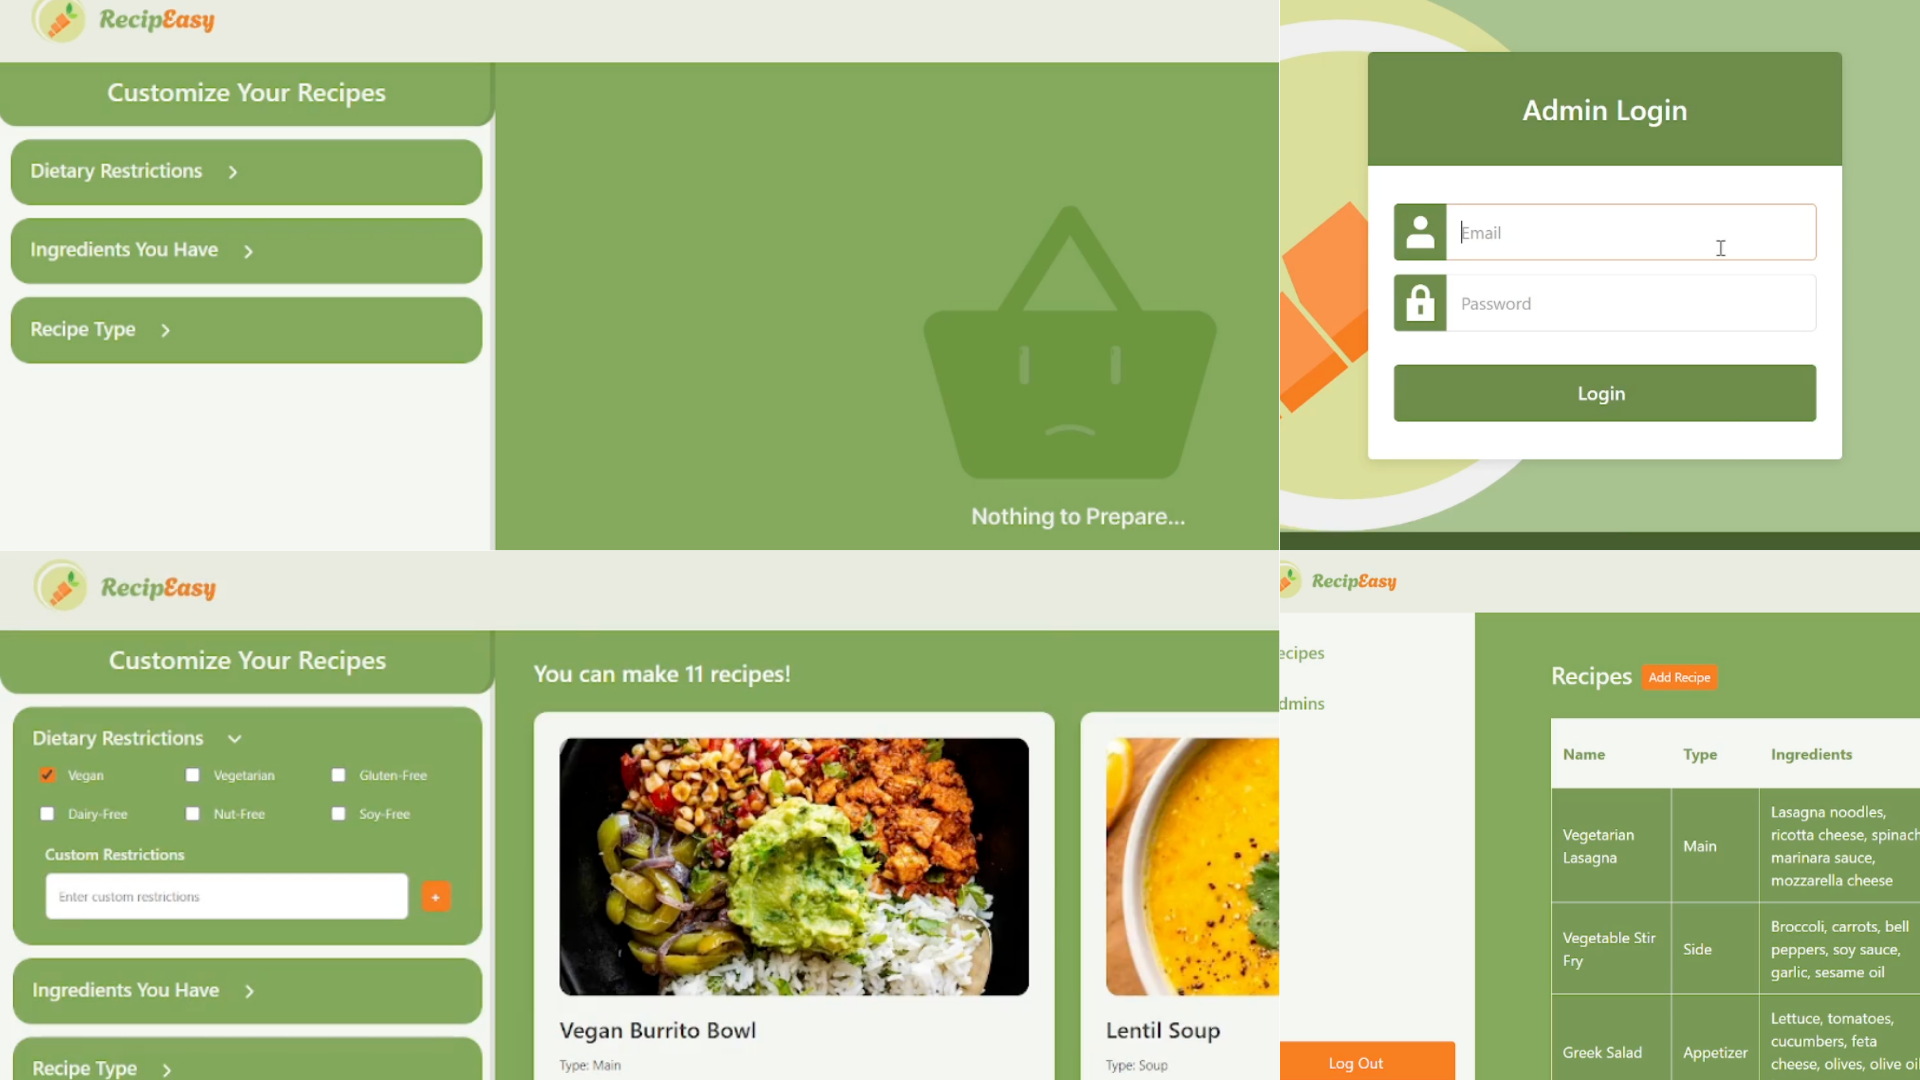 RecipEasy
Customize Your Recipes
Dietary Restrictions
Ingredients You Have
Recipe Type
Nothing to Prepare...
Admin Login
Email
Password
Login
RecipEasy
Customize Your Recipes
Dietary Restrictions
Vegan Vegetarian Gluten-Free
Dairy-Free Nut-Free Soy-Free
Custom Restrictions
Enter custom restrictions +
Ingredients You Have
Recipe Type
You can make 11 recipes!
Vegan Burrito Bowl
Type: Main
Lentil Soup
Type: Soup
RecipEasy
ecipes
dmins
Log Out
Recipes Add Recipe
Name Type Ingredients
Vegetarian
Lasagna
Main
Lasagna noodles,
ricotta cheese, spinach
marinara sauce,
mozzarella cheese
Vegetable Stir
Fry
Side
Broccoli, carrots, bell
peppers, soy sauce,
garlic, sesame oil
Greek Salad
Appetizer
Lettuce, tomatoes,
cucumbers, feta
cheese, olives, olive oil